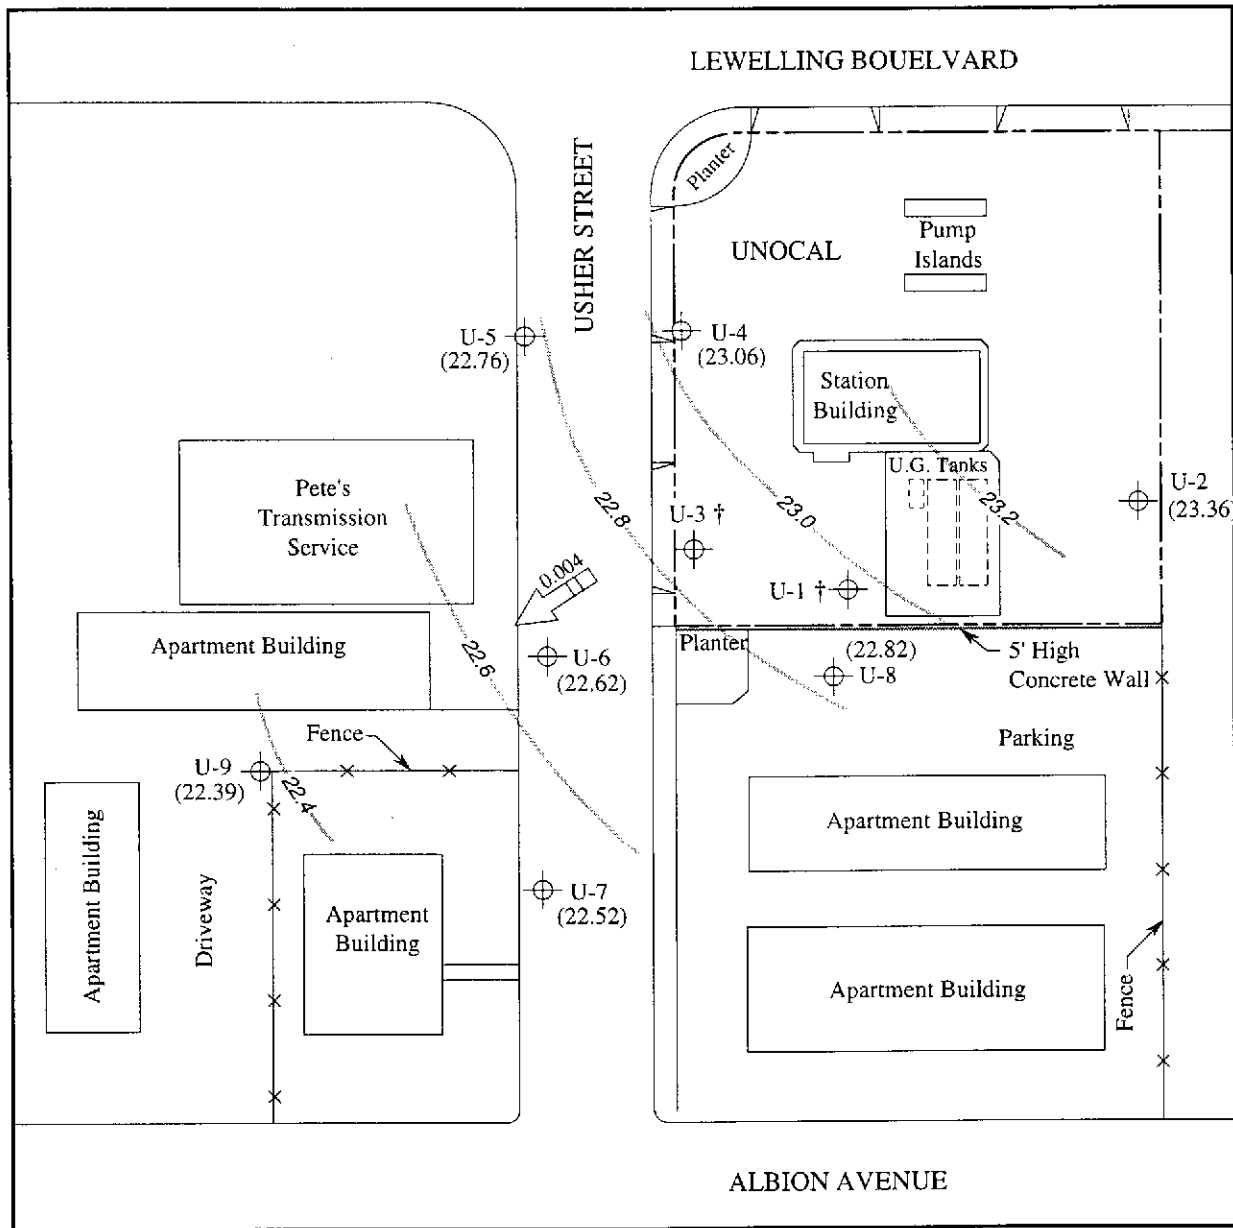 LEWELLING BOUELVARD
USHER STREET
Planter
UNOCAL
Pump
Islands
U-5
(22.76)
U-4
(23.06)
Station
Building
U.G. Tanks
U-2
(23.36)
Pete's
Transmission
Service
22.8
23.0
23.2
U-3 †
U-1 †
0.004
Apartment Building
22.6
U-6
(22.62)
Planter
(22.82)
U-8
5' High
Concrete Wall
Fence
Parking
U-9
(22.39)
22.4
Apartment Building
Apartment Building
Driveway
U-7
(22.52)
Apartment
Building
Apartment Building
Fence
ALBION AVENUE